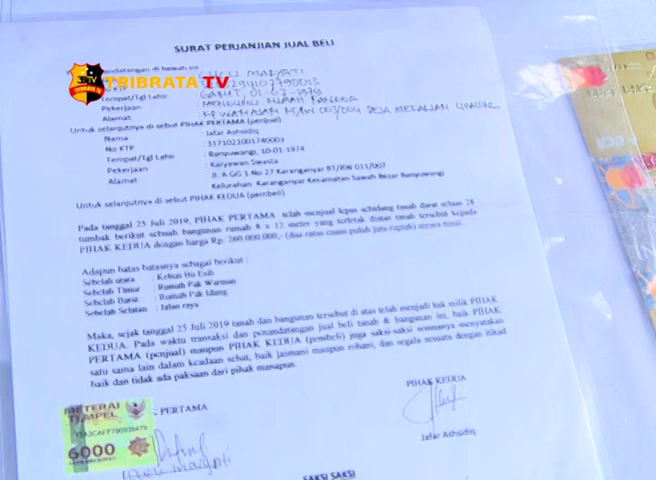 SURAT PERJANJIAN JUAL BELI
TRIBRATA TV
Tempat/Tgl Lahir : GARUT, 01-07-1979
Pekerjaan : MENGURUS RUMAH TANGGA
Alamat
Untuk selanjutnya di sebut PIHAK PERTAMA (penjual)
Nama : Jafar Ashsidiq
No KTP : 3171021001740003
Tempat/Tgl Lahsi : Banyuwangi, 10-01-1974
Pekerjaan : Karyawan Swasta
Alamat : Jl. A GG 1 No 27 Karanganyar RT/RW 011/007
Kelurahan Karanganyar Kecamatan Sawah Besar Banyuwangi
Untuk selanjutnya di sebut PIHAK KEDUA (pembeli)
Pada tanggal 25 Juli 2019, PIHAK PERTAMA telah menjual lepas sebidang tanah darat seluas 24
tumbak berikut sebuah bangunan rumah 8 x 12 meter yang terletak diatas tanah tersebut kepada
PIHAK KEDUA dengan harga Rp. 260.000.000,- (dua ratus enam puluh juta rupiah) secara tunai.
Adapun batas batasnya sebagai berikut :
Sebelah utara : Kebun Bu Esih
Sebelah Timur : Rumah Pak Warman
Sebelah Barat : Rumah Pak Idang
Sebelah Selatan : Jalan raya
Maka, sejak tanggal 25 Juli 2019 tanah dan bangunan tersebut di atas telah menjadi hak milik PIHAK
KEDUA. Pada waktu transaksi dan penandatangan jual beli tanah & bangunan ini, baik PIHAK
PERTAMA (penjual) maupun PIHAK KEDUA (pembeli) juga saksi-saksi semuanya menyatakan
satu sama lain dalam keadaan sehat, baik jasmani maupun rohani, dan segala sesuatu dengan itikad
baik dan tidak ada paksaan dari pihak manapun.
PERTAMA
PIHAK KEDUA
METERAI
TEMPEL
6000
Jafar Ashsidiq
SAKSI SAKSI